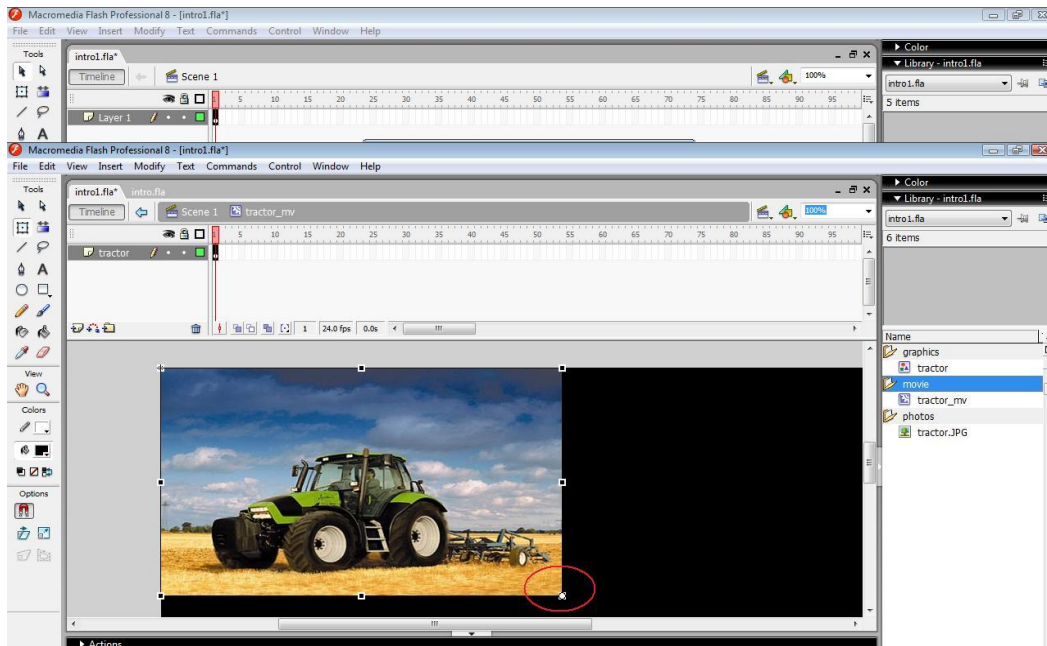 Macromedia Flash Professional 8 - [intro1.fla*]
File Edit View Insert Modify Text Commands Control Window Help
Tools
intro1.fla*
Color
Library - intro1.fla
Timeline Scene 1 100%
intro1.fla
5 items
1 5 10 15 20 25 30 35 40 45 50 55 60 65 70 75 80 85 90 95
Layer 1
Macromedia Flash Professional 8 - [intro1.fla*]
File Edit View Insert Modify Text Commands Control Window Help
Tools
intro1.fla* intro.fla
Color
Library - intro1.fla
Timeline Scene 1 tractor_mv 100%
intro1.fla
6 items
1 5 10 15 20 25 30 35 40 45 50 55 60 65 70 75 80 85 90 95
tractor
1 24.0 fps 0.0s
Name
graphics
tractor
movie
tractor_mv
photos
tractor.JPG
View
Colors
Options
Actions